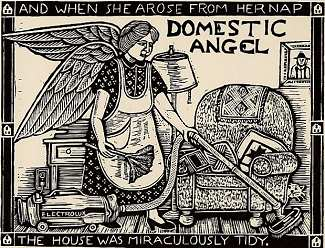 AND WHEN SHE AROSE FROM HER NAP
DOMESTIC
ANGEL
ELECTROLUX
THE HOUSE WAS MIRACULOUSLY TIDY.